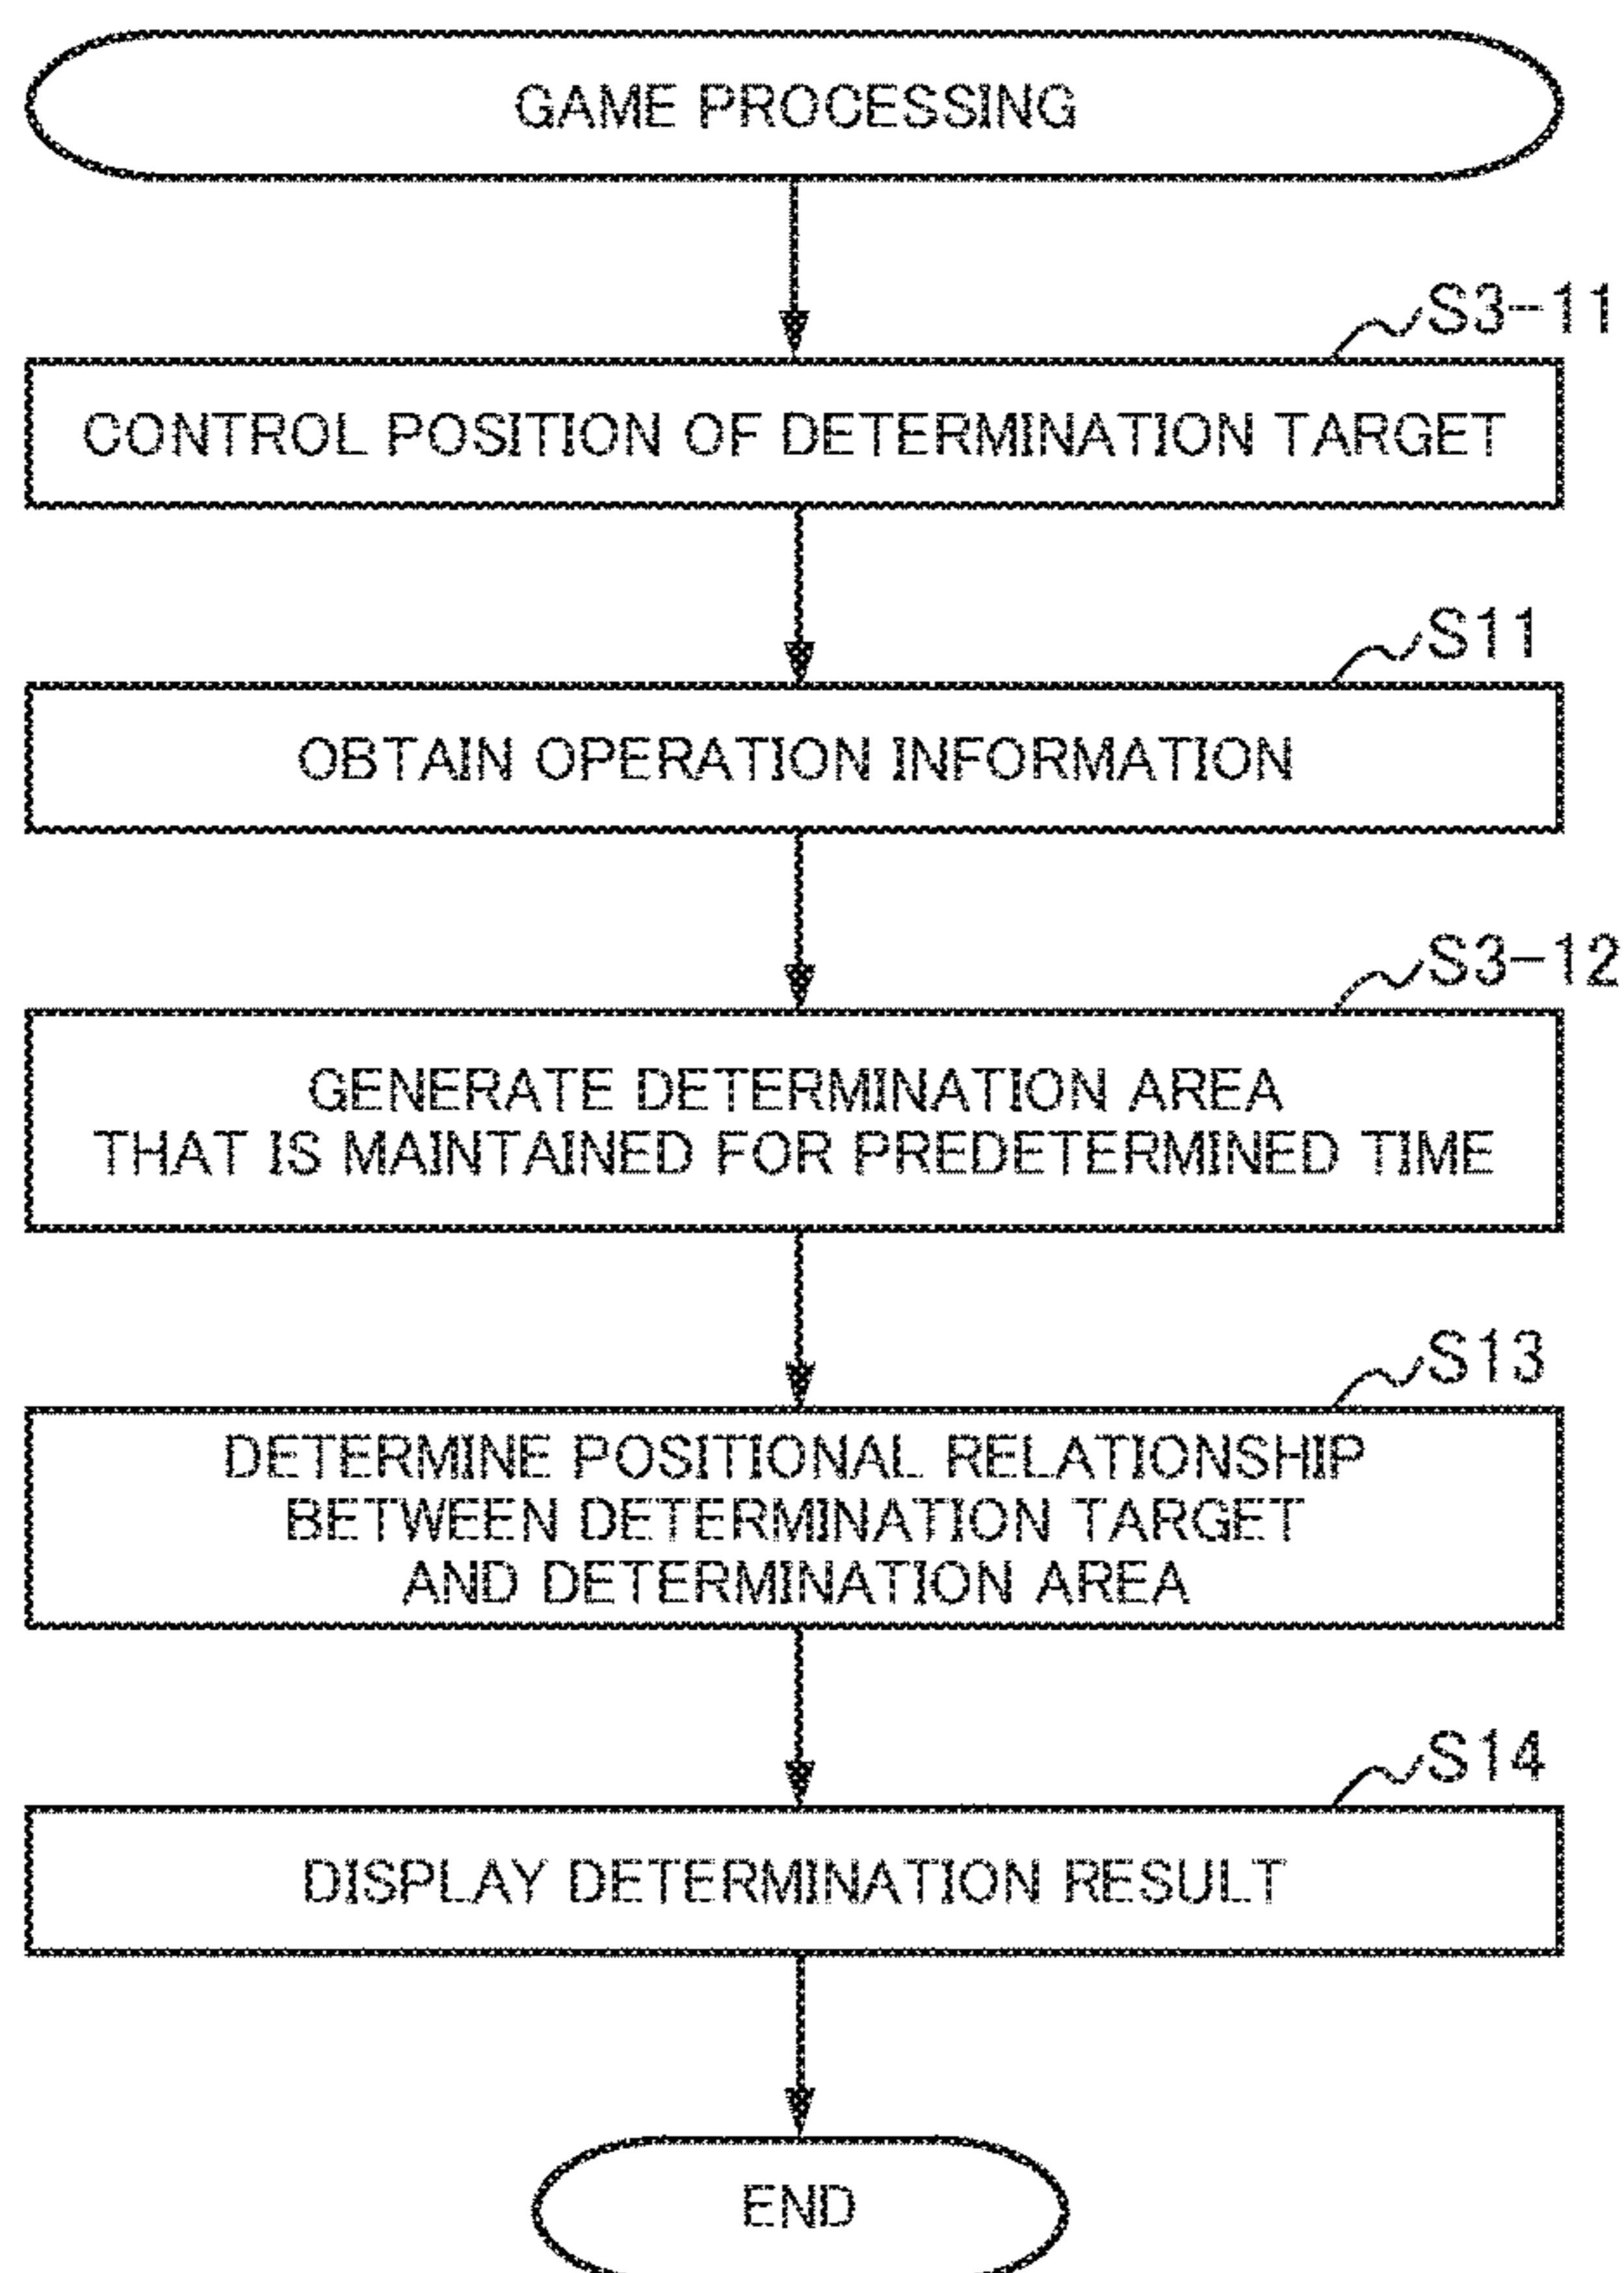 GAME PROCESSING
S3-11
CONTROL POSITION OF DETERMINATION TARGET
S11
OBTAIN OPERATION INFORMATION
S3-12
GENERATE DETERMINATION AREA
THAT IS MAINTAINED FOR PREDETERMINED TIME
S13
DETERMINE POSITIONAL RELATIONSHIP
BETWEEN DETERMINATION TARGET
AND DETERMINATION AREA
S14
DISPLAY DETERMINATION RESULT
END